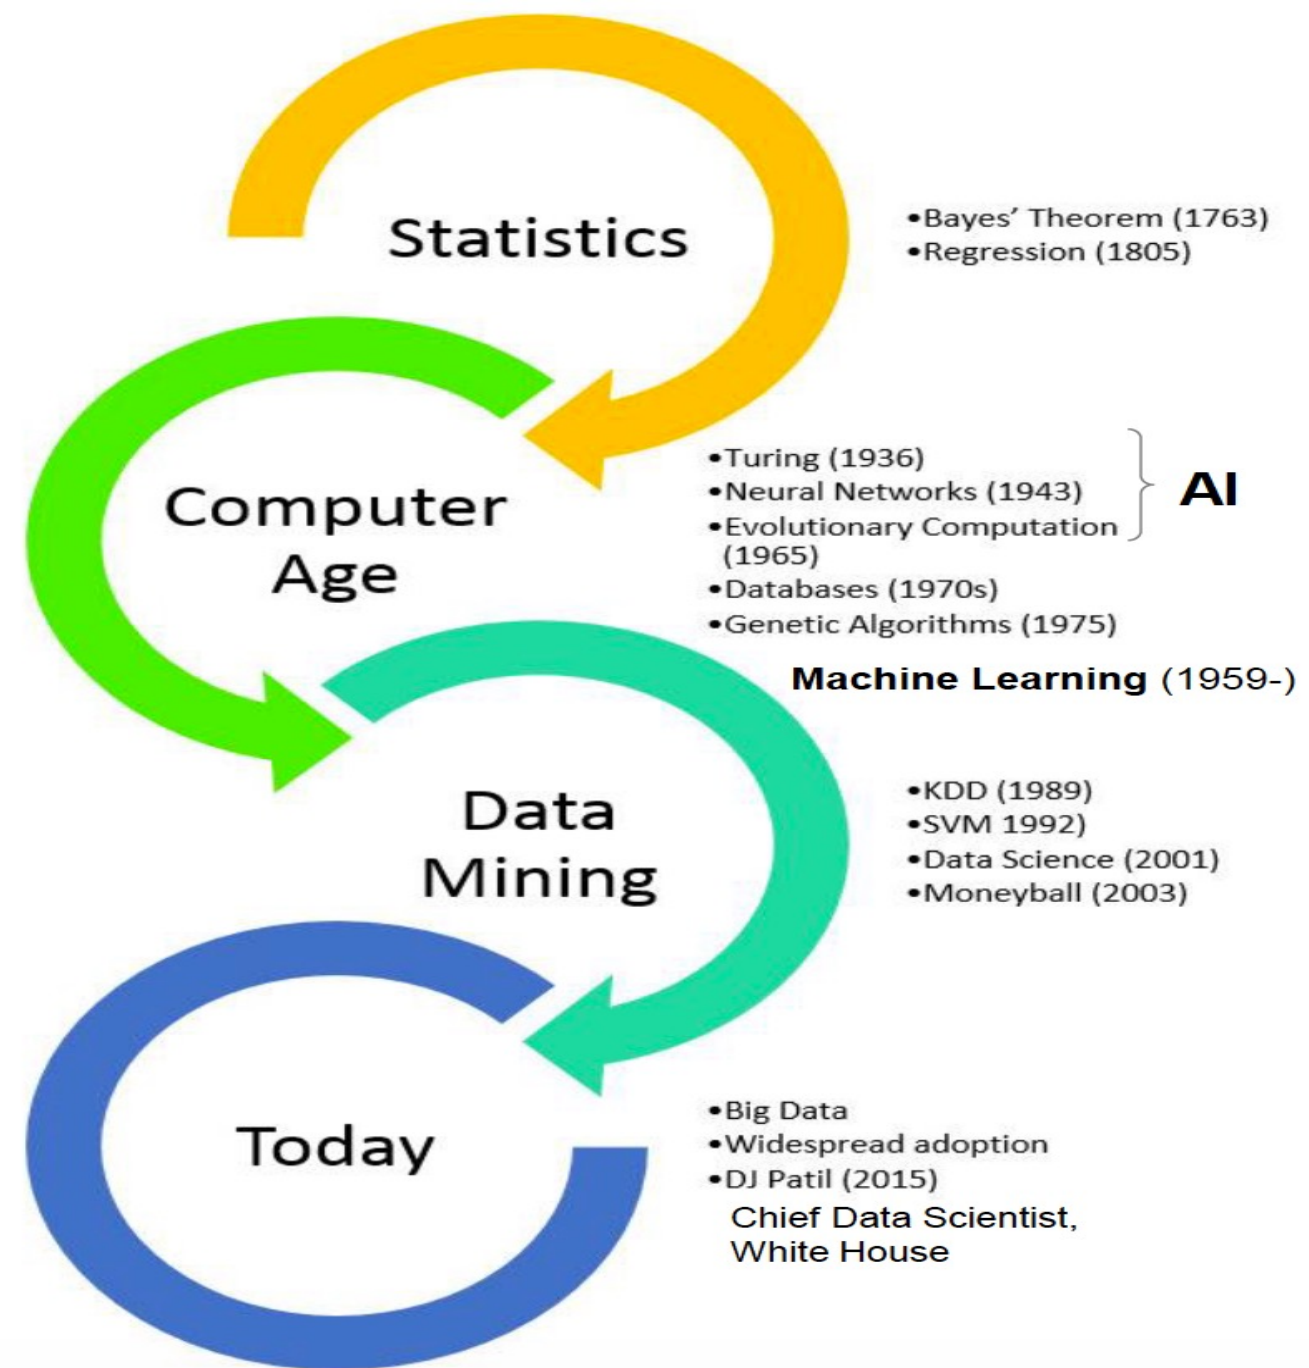 Statistics
•Bayes’ Theorem (1763)
•Regression (1805)
Computer
Age
•Turing (1936)
•Neural Networks (1943)
•Evolutionary Computation
(1965)
•Databases (1970s)
•Genetic Algorithms (1975)
AI
Machine Learning (1959-)
Data
Mining
•KDD (1989)
•SVM 1992)
•Data Science (2001)
•Moneyball (2003)
Today
•Big Data
•Widespread adoption
•DJ Patil (2015)
Chief Data Scientist,
White House